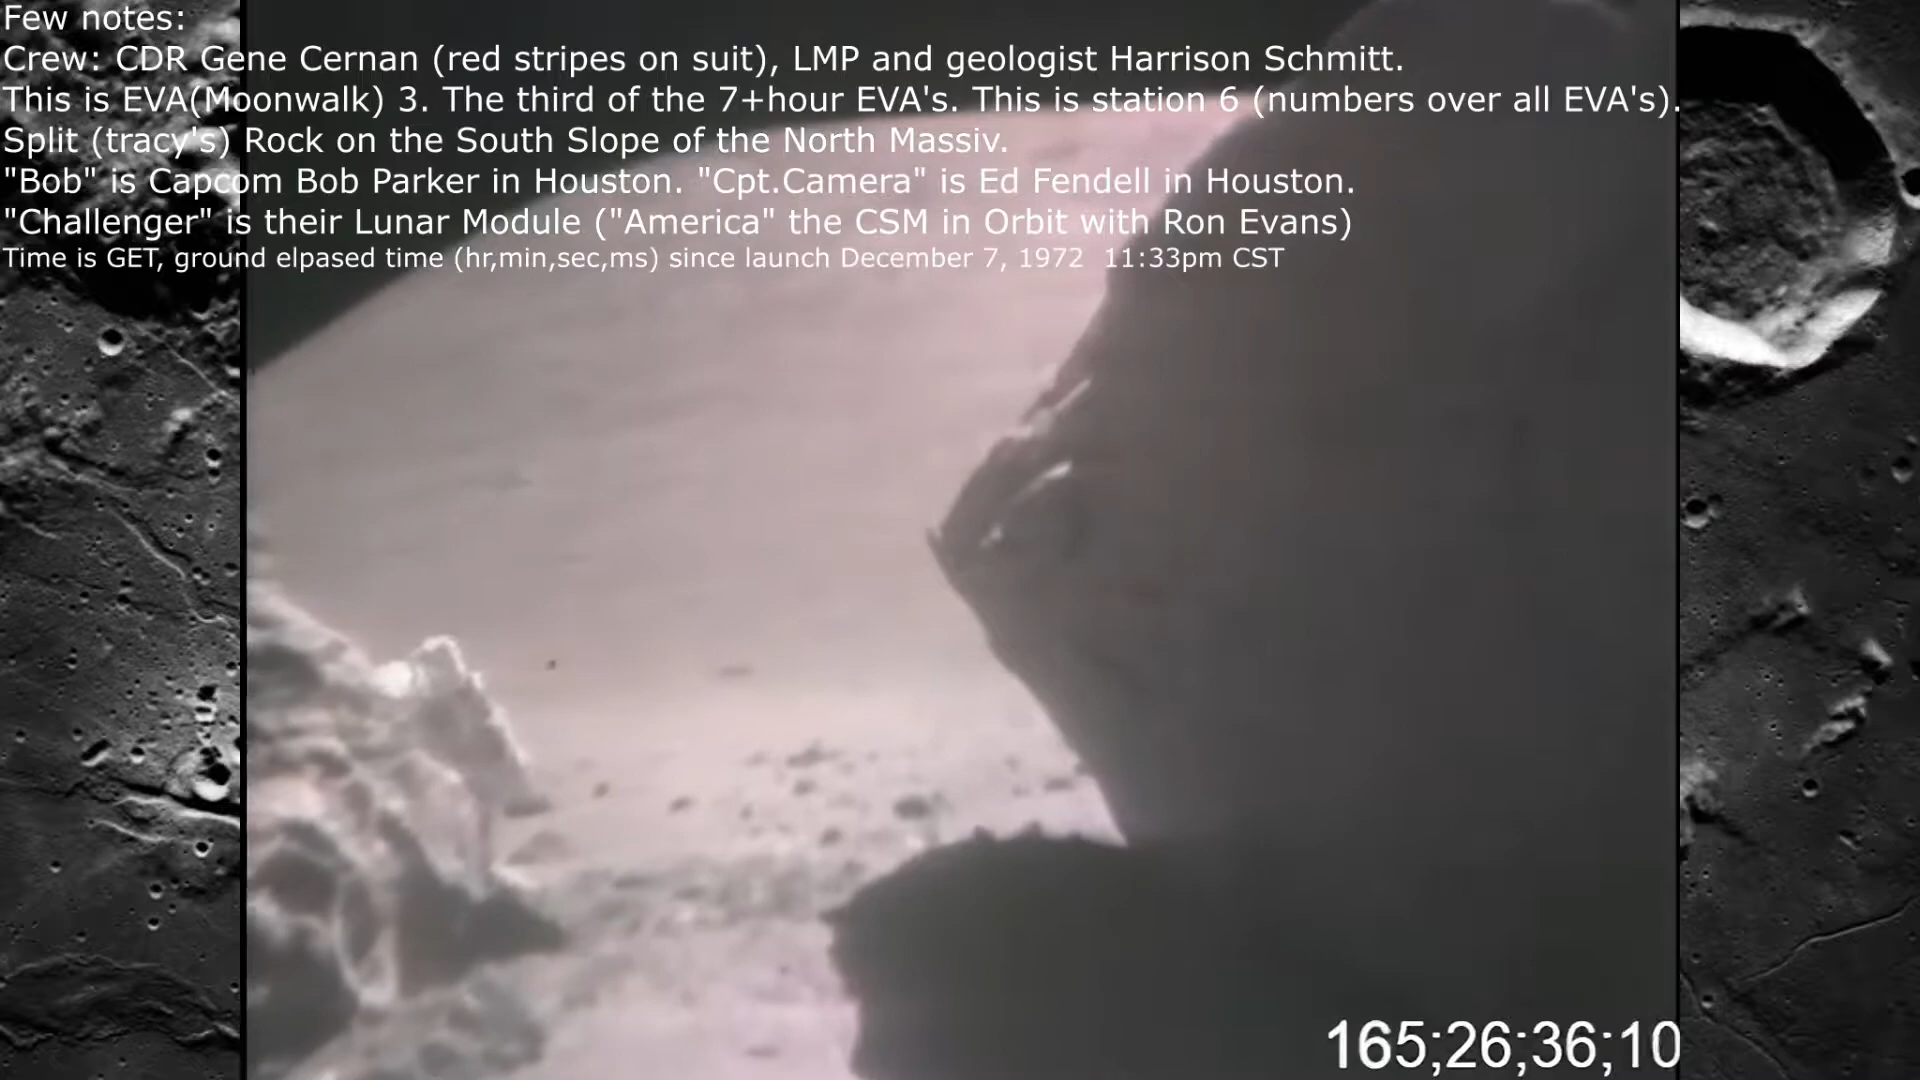 Few notes:
Crew: CDR Gene Cernan (red stripes on suit), LMP and geologist Harrison Schmitt.
This is EVA(Moonwalk) 3. The third of the 7+hour EVA's. This is station 6 (numbers over all EVA's).
Split (tracy's) Rock on the South Slope of the North Massiv.
"Bob" is Capcom Bob Parker in Houston. "Cpt.Camera" is Ed Fendell in Houston.
"Challenger" is their Lunar Module ("America" the CSM in Orbit with Ron Evans)
Time is GET, ground elpased time (hr,min,sec,ms) since launch December 7, 1972  11:33pm CST
165;26;36;10